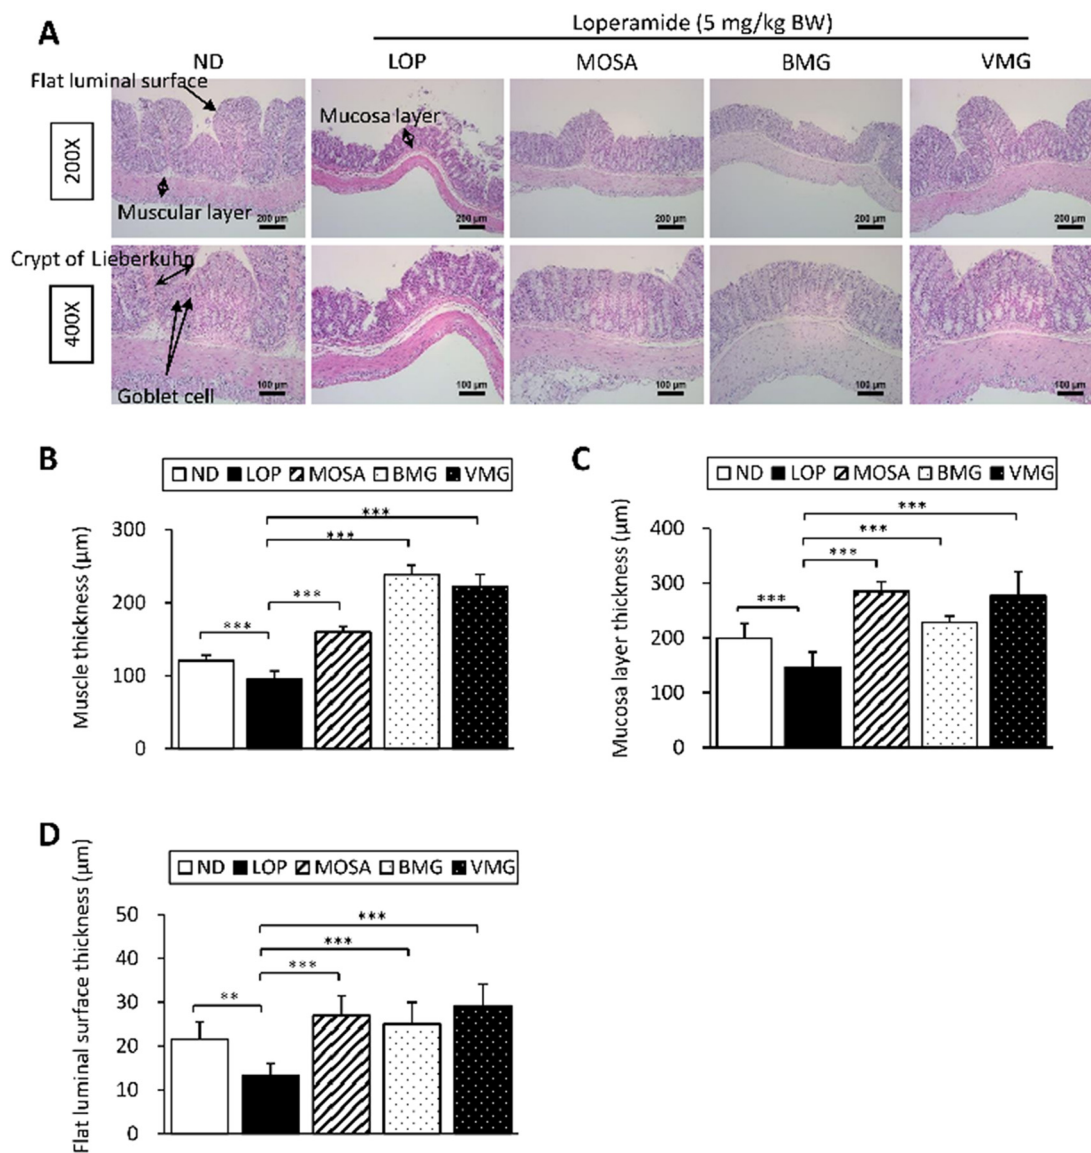 A
Loperamide (5 mg/kg BW)
ND LOP MOSA BMG VMG
Flat luminal surface
Mucosa layer
200X
Muscular layer
200 µm 200 µm 200 µm 200 µm 200 µm
Crypt of Lieberkuhn
400X
Goblet cell
100 µm 100 µm 100 µm 100 µm 100 µm
B
ND LOP MOSA BMG VMG
Muscle thickness (µm)
300
200
100
0
***
***
***
***
C
ND LOP MOSA BMG VMG
Mucosa layer thickness (µm)
400
300
200
100
0
***
***
***
***
D
ND LOP MOSA BMG VMG
Flat luminal surface thickness (µm)
50
40
30
20
10
0
***
***
***
**